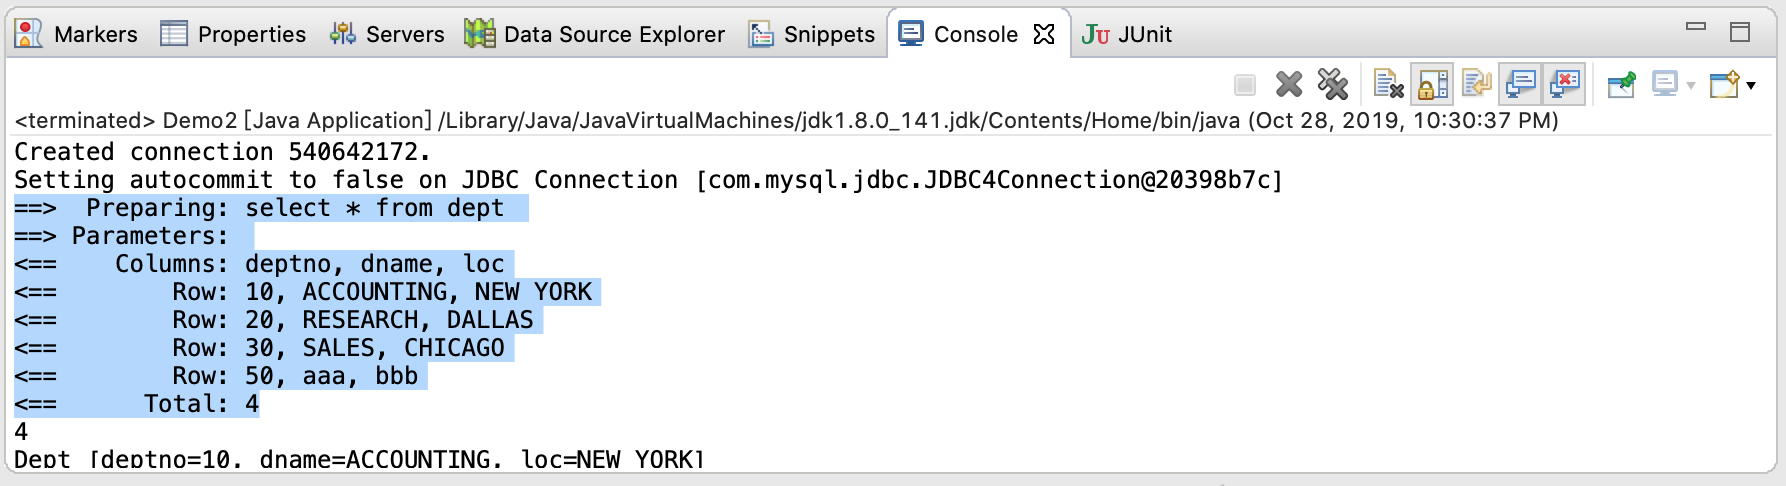 Markers Properties Servers Data Source Explorer Snippets Console JUnit
<terminated> Demo2 [Java Application] /Library/Java/JavaVirtualMachines/jdk1.8.0_141.jdk/Contents/Home/bin/java (Oct 28, 2019, 10:30:37 PM)
Created connection 540642172.
Setting autocommit to false on JDBC Connection [com.mysql.jdbc.JDBC4Connection@20398b7c]
==>  Preparing: select * from dept
==> Parameters:
<==    Columns: deptno, dname, loc
<==        Row: 10, ACCOUNTING, NEW YORK
<==        Row: 20, RESEARCH, DALLAS
<==        Row: 30, SALES, CHICAGO
<==        Row: 50, aaa, bbb
<==      Total: 4
4
Dept [deptno=10, dname=ACCOUNTING, loc=NEW YORK]